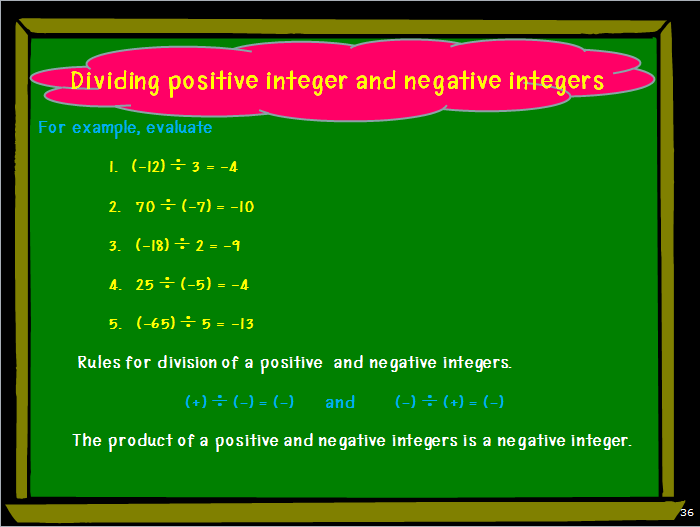 Dividing positive integer and negative integers
For example, evaluate
1. (-12) ÷ 3 = -4
2. 70 ÷ (-7) = -10
3. (-18) ÷ 2 = -9
4. 25 ÷ (-5) = -4
5. (-65) ÷ 5 = -13
Rules for division of a positive and negative integers.
(+) ÷ (-) = (-) and (-) ÷ (+) = (-)
The product of a positive and negative integers is a negative integer.
36